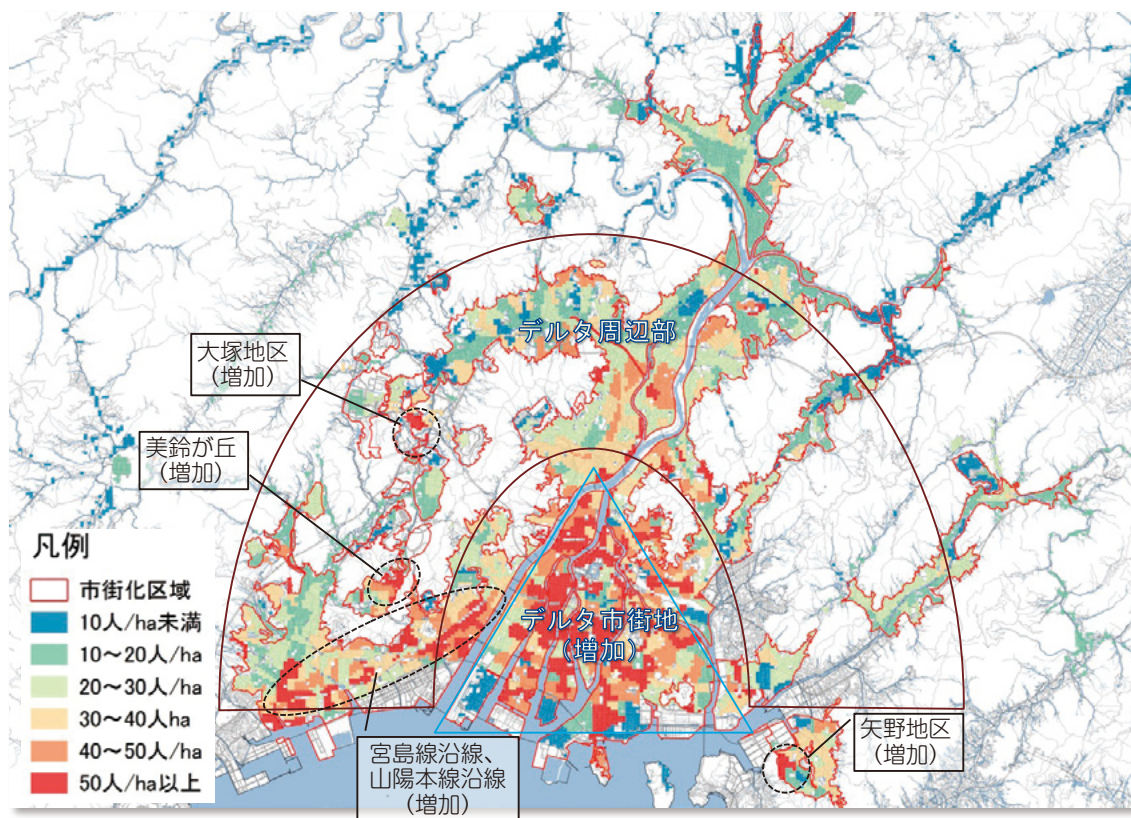 デルタ周辺部
大塚地区
(増加)
美鈴が丘
(増加)
デルタ市街地
(増加)
宮島線沿線、
山陽本線沿線
(増加)
矢野地区
(増加)
凡例
市街化区域
10人/ha未満
10～20人/ha
20～30人/ha
30～40人ha
40～50人/ha
50人/ha以上